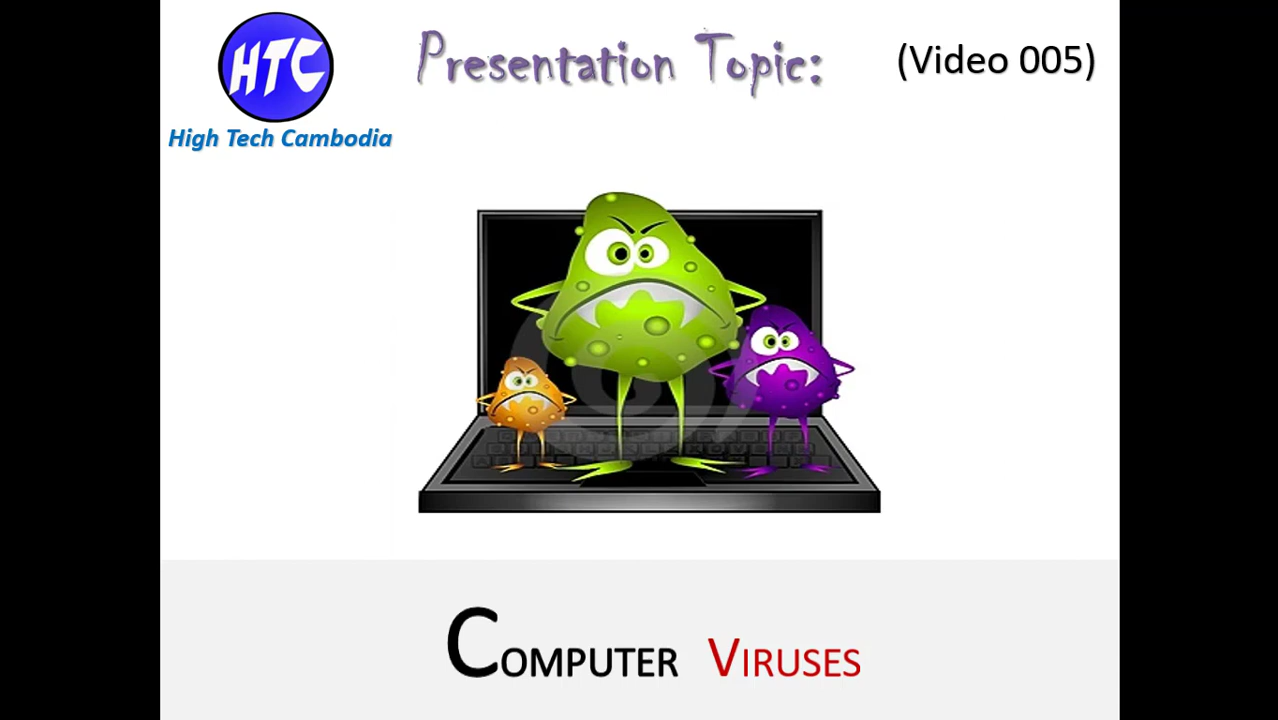 HTC
High Tech Cambodia
Presentation Topic:
(Video 005)
COMPUTER VIRUSES